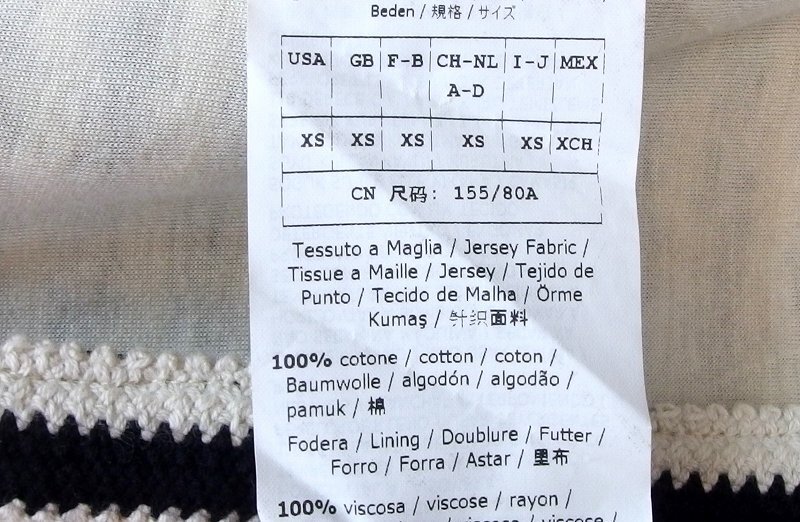 Beden / 規格 / サイズ
USA GB F-B CH-NL I-J MEX
A-D
XS XS XS XS XS XCH
CN 尺码: 155/80A
Tessuto a Maglia / Jersey Fabric /
Tissue a Maille / Jersey / Tejido de
Punto / Tecido de Malha / Örme
Kumaş / 针织面料
100% cotone / cotton / coton /
Baumwolle / algodón / algodão /
pamuk / 棉
Fodera / Lining / Doublure / Futter /
Forro / Forra / Astar / 里布
100% viscosa / viscose / rayon /